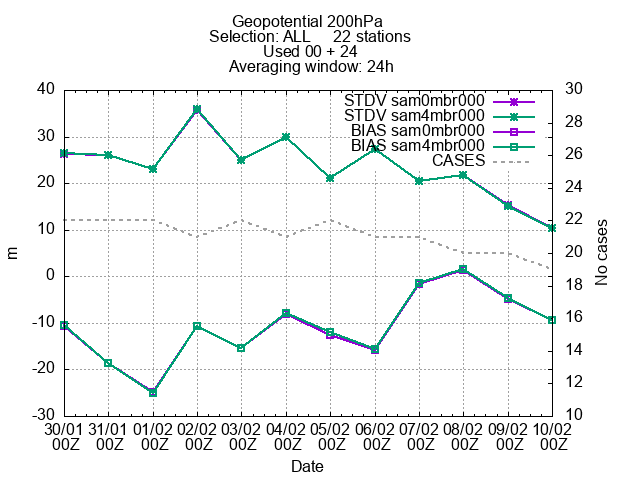 Geopotential 200hPa
Selection: ALL 22 stations
Used 00 + 24
Averaging window: 24h
STDV sam0mbr000
STDV sam4mbr000
BIAS sam0mbr000
BIAS sam4mbr000
CASES
40
30
20
10
0
-10
-20
-30
m
30
28
26
24
22
20
18
16
14
12
10
No cases
30/01 31/01 01/02 02/02 03/02 04/02 05/02 06/02 07/02 08/02 09/02 10/02
00Z 00Z 00Z 00Z 00Z 00Z 00Z 00Z 00Z 00Z 00Z 00Z
Date